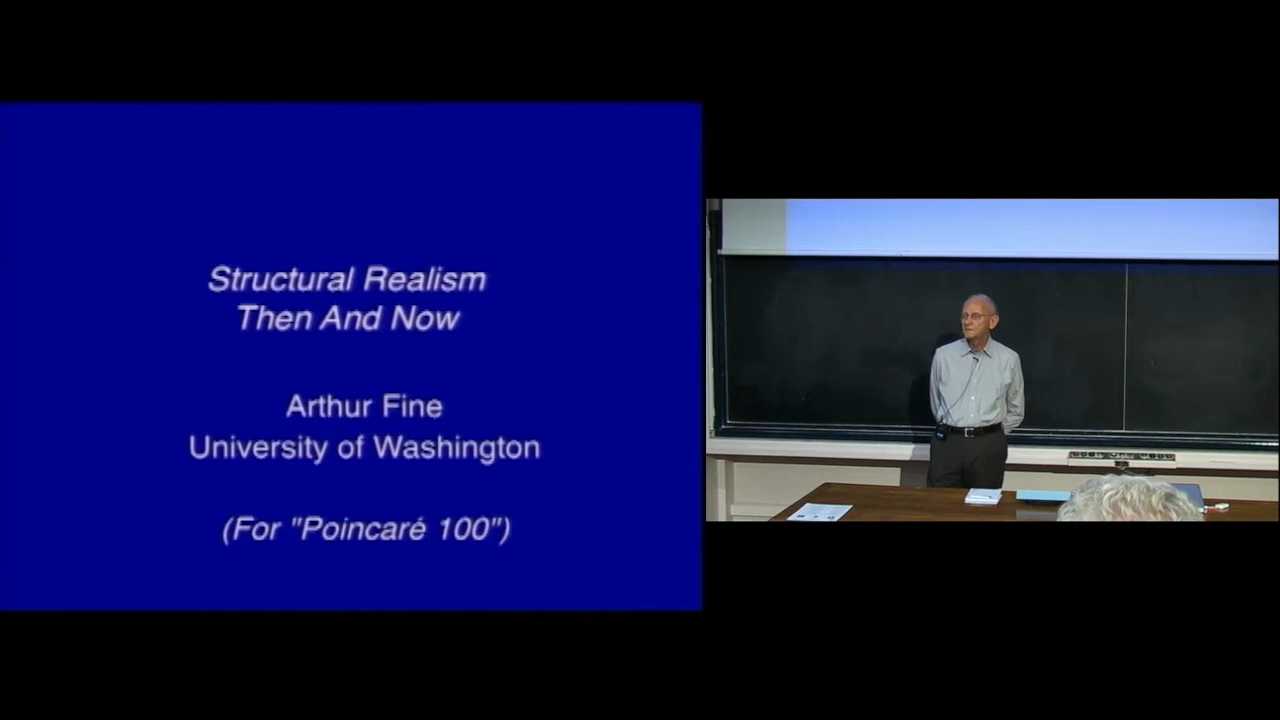 Structural Realism
Then And Now
Arthur Fine
University of Washington
(For "Poincaré 100")